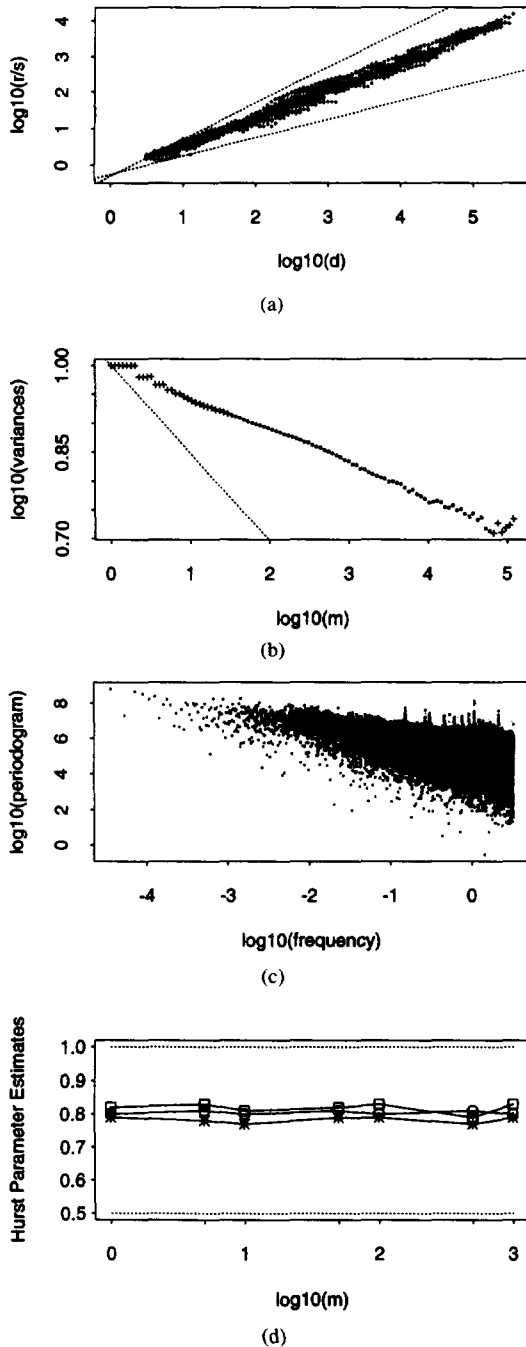 log10(r/s)
4
3
2
1
0
0 1 2 3 4 5
log10(d)
(a)
log10(variances)
1.00
0.85
0.70
0 1 2 3 4 5
log10(m)
(b)
log10(periodogram)
8
6
4
2
0
-4 -3 -2 -1 0
log10(frequency)
(c)
Hurst Parameter Estimates
1.0
0.9
0.8
0.7
0.6
0.5
0 1 2 3
log10(m)
(d)